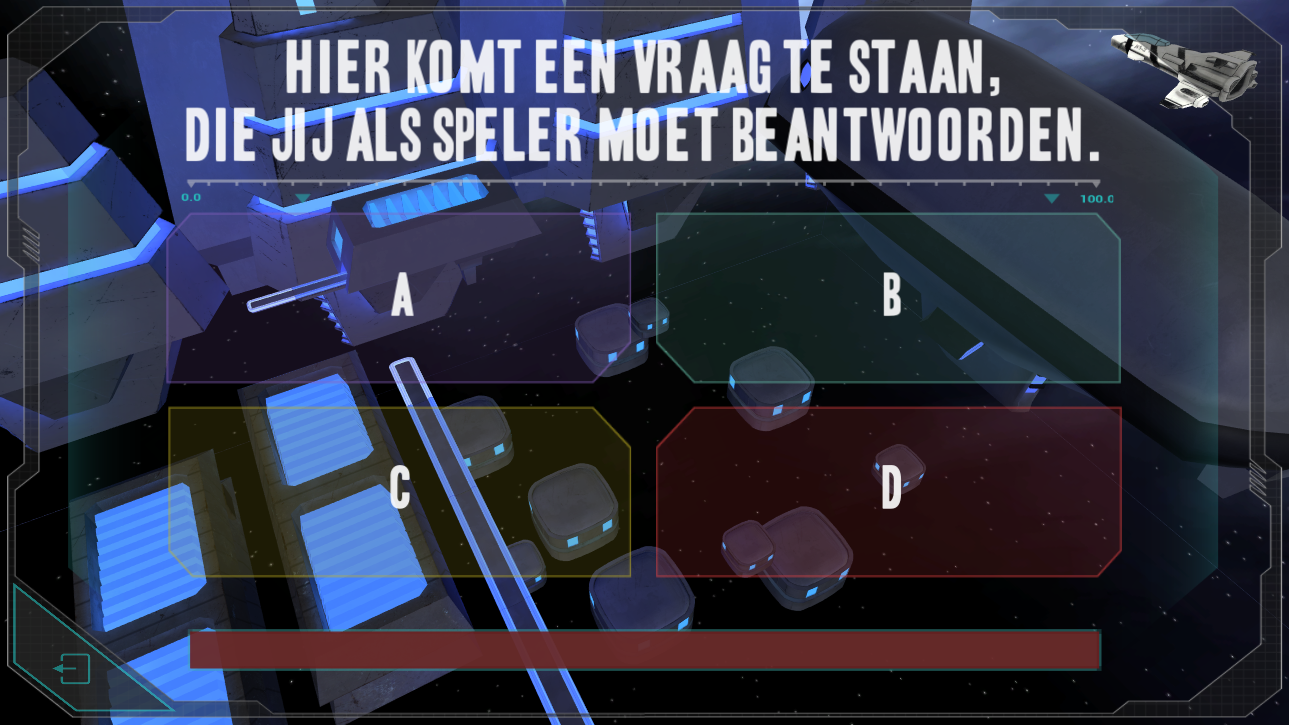 HIER KOMT EEN VRAAG TE STAAN,
DIE JIJ ALS SPELER MOET BEANTWOORDEN.
0.0 100.0
A B
C D